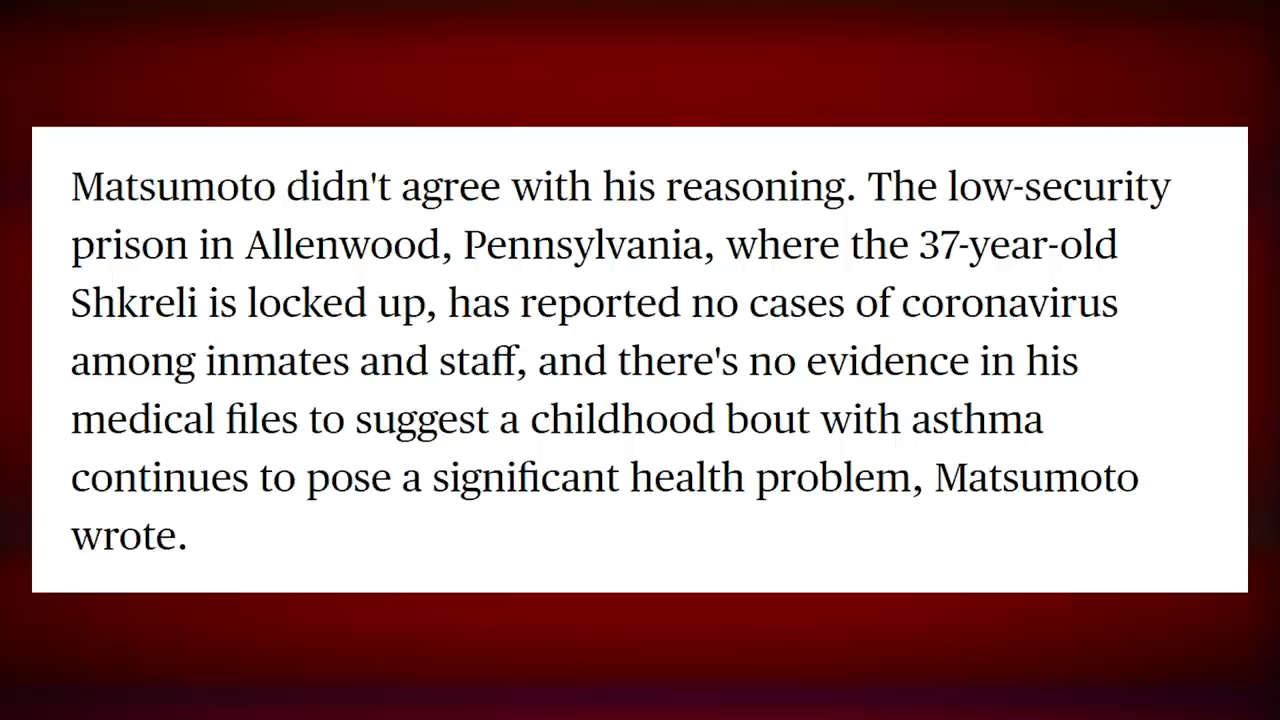 Matsumoto didn't agree with his reasoning. The low-security
prison in Allenwood, Pennsylvania, where the 37-year-old
Shkreli is locked up, has reported no cases of coronavirus
among inmates and staff, and there's no evidence in his
medical files to suggest a childhood bout with asthma
continues to pose a significant health problem, Matsumoto
wrote.